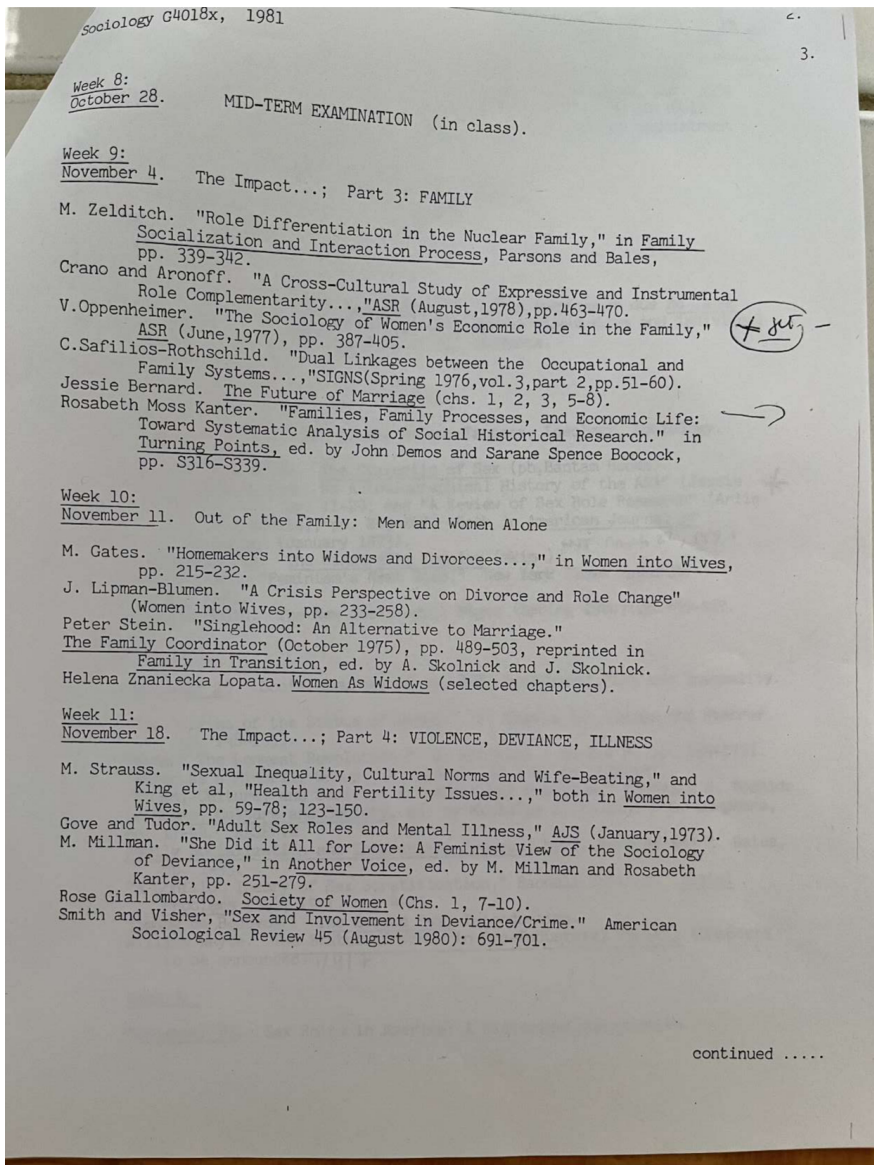 Sociology G4018x, 1981
2.
3.
Week 8:
October 28. MID-TERM EXAMINATION (in class).
Week 9:
November 4. The Impact...; Part 3: FAMILY
M. Zelditch. "Role Differentiation in the Nuclear Family," in Family
Socialization and Interaction Process, Parsons and Bales,
pp. 339-342.
Crano and Aronoff. "A Cross-Cultural Study of Expressive and Instrumental
Role Complementarity...,"ASR (August,1978),pp.463-470.
V.Oppenheimer. "The Sociology of Women's Economic Role in the Family,"
ASR (June,1977), pp. 387-405.
C.Safilios-Rothschild. "Dual Linkages between the Occupational and
Family Systems...,"SIGNS(Spring 1976,vol.3,part 2,pp.51-60).
Jessie Bernard. The Future of Marriage (chs. 1, 2, 3, 5-8).
Rosabeth Moss Kanter. "Families, Family Processes, and Economic Life:
Toward Systematic Analysis of Social Historical Research." in
Turning Points, ed. by John Demos and Sarane Spence Boocock,
pp. S316-S339.
Week 10:
November 11. Out of the Family: Men and Women Alone
M. Gates. "Homemakers into Widows and Divorcees...," in Women into Wives,
pp. 215-232.
J. Lipman-Blumen. "A Crisis Perspective on Divorce and Role Change"
(Women into Wives, pp. 233-258).
Peter Stein. "Singlehood: An Alternative to Marriage."
The Family Coordinator (October 1975), pp. 489-503, reprinted in
Family in Transition, ed. by A. Skolnick and J. Skolnick.
Helena Znaniecka Lopata. Women As Widows (selected chapters).
Week 11:
November 18. The Impact...; Part 4: VIOLENCE, DEVIANCE, ILLNESS
M. Strauss. "Sexual Inequality, Cultural Norms and Wife-Beating," and
King et al, "Health and Fertility Issues...," both in Women into
Wives, pp. 59-78; 123-150.
Gove and Tudor. "Adult Sex Roles and Mental Illness," AJS (January,1973).
M. Millman. "She Did it All for Love: A Feminist View of the Sociology
of Deviance," in Another Voice, ed. by M. Millman and Rosabeth
Kanter, pp. 251-279.
Rose Giallombardo. Society of Women (Chs. 1, 7-10).
Smith and Visher, "Sex and Involvement in Deviance/Crime." American
Sociological Review 45 (August 1980): 691-701.
continued .....